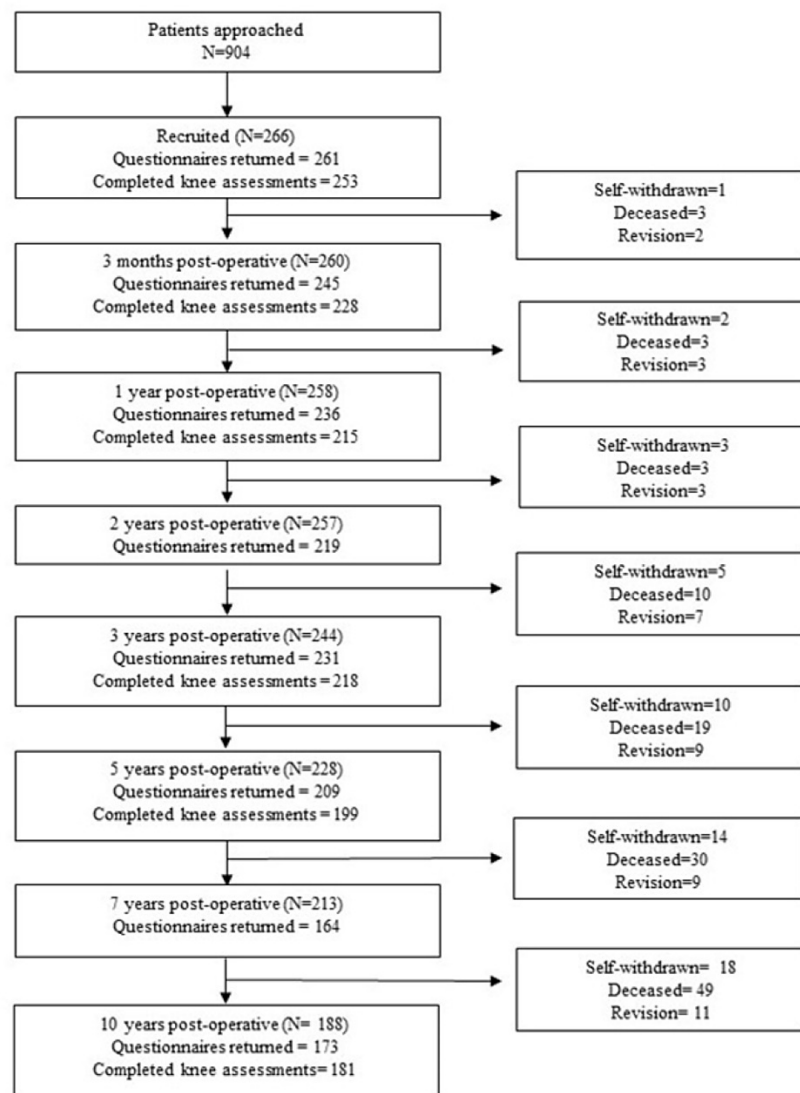 Patients approached
N=904
Recruited (N=266)
Questionnaires returned = 261
Completed knee assessments = 253
Self-withdrawn=1
Deceased=3
Revision=2
3 months post-operative (N=260)
Questionnaires returned = 245
Completed knee assessments = 228
Self-withdrawn=2
Deceased=3
Revision=3
1 year post-operative (N=258)
Questionnaires returned = 236
Completed knee assessments = 215
Self-withdrawn=3
Deceased=3
Revision=3
2 years post-operative (N=257)
Questionnaires returned = 219
Self-withdrawn=5
Deceased=10
Revision=7
3 years post-operative (N=244)
Questionnaires returned = 231
Completed knee assessments = 218
Self-withdrawn=10
Deceased=19
Revision=9
5 years post-operative (N=228)
Questionnaires returned = 209
Completed knee assessments = 199
Self-withdrawn=14
Deceased=30
Revision=9
7 years post-operative (N=213)
Questionnaires returned = 164
Self-withdrawn= 18
Deceased= 49
Revision= 11
10 years post-operative (N= 188)
Questionnaires returned = 173
Completed knee assessments= 181